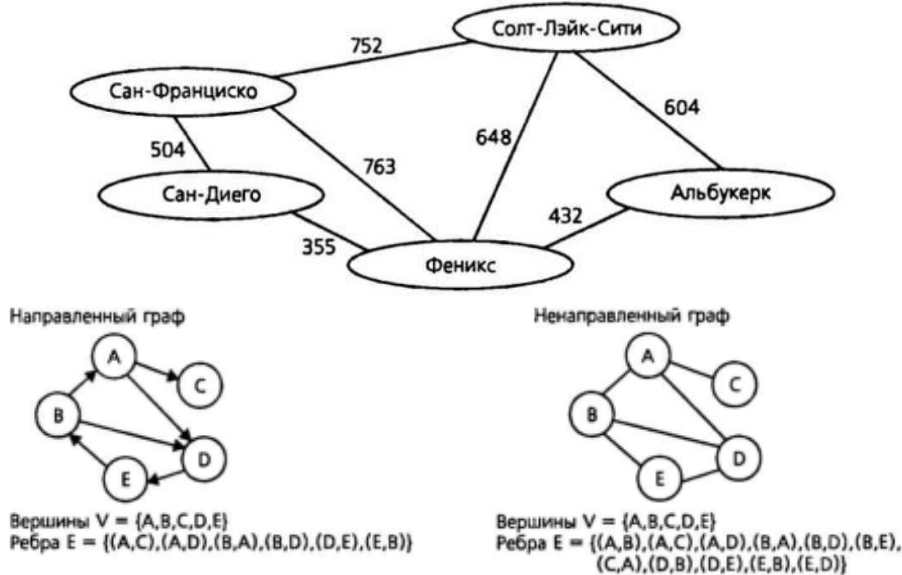 Солт-Лэйк-Сити
752
Сан-Франциско
604
648
504
763
Сан-Диего
Альбукерк
432
355
Феникс
Направленный граф
A
C
B
D
E
Вершины V = {A,B,C,D,E}
Ребра E = {(A,C),(A,D),(B,A),(B,D),(D,E),(E,B)}
Ненаправленный граф
A
C
B
D
E
Вершины V = {A,B,C,D,E}
Ребра E = {(A,B),(A,C),(A,D),(B,A),(B,D),(B,E),
(C,A),(D,B),(D,E),(E,B),(E,D)}